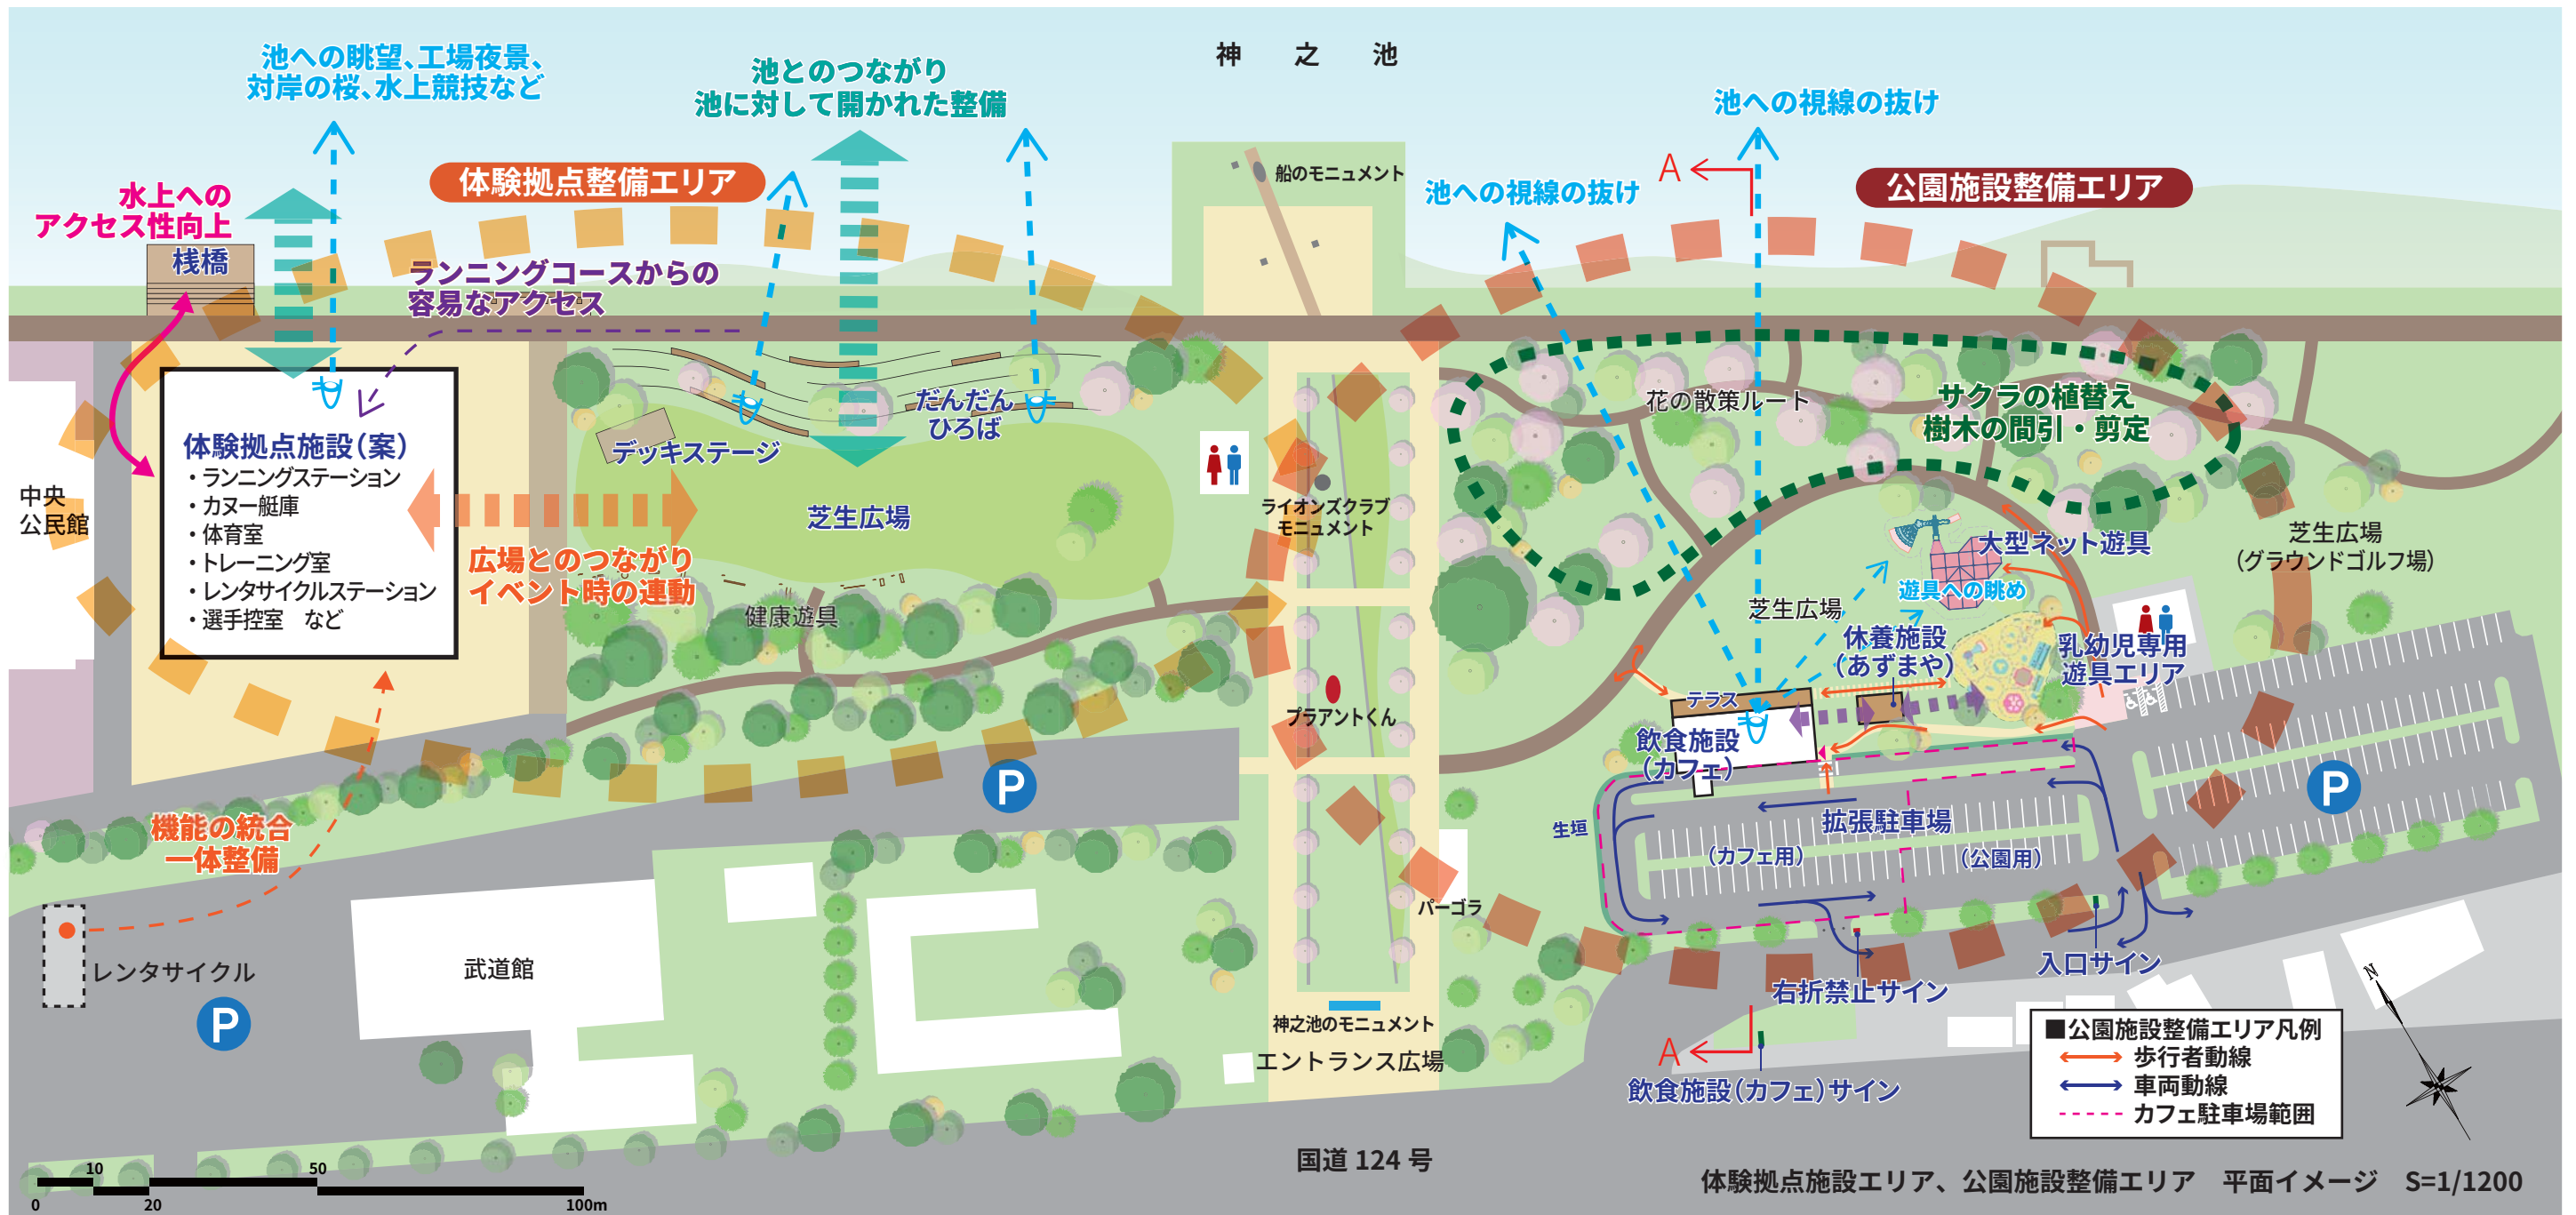 神 之 池
池への眺望、工場夜景、
対岸の桜、水上競技など
池とのつながり
池に対して開かれた整備
池への視線の抜け
池への視線の抜け
体験拠点整備エリア
公園施設整備エリア
水上への
アクセス性向上
桟橋
ランニングコースからの
容易なアクセス
船のモニュメント
A
体験拠点施設（案）
・ランニングステーション
・カヌー艇庫
・体育室
・トレーニング室
・レンタサイクルステーション
・選手控室 など
中央
公民館
デッキステージ
だんだん
ひろば
芝生広場
広場とのつながり
イベント時の連動
健康遊具
ライオンズクラブ
モニュメント
プラアントくん
パーゴラ
神之池のモニュメント
エントランス広場
花の散策ルート
サクラの植替え
樹木の間引・剪定
大型ネット遊具
遊具への眺め
芝生広場
芝生広場
（グラウンドゴルフ場）
休養施設
（あずまや）
乳幼児専用
遊具エリア
テラス
飲食施設
（カフェ）
生垣
拡張駐車場
（カフェ用）
（公園用）
P
P
P
機能の統合
一体整備
レンタサイクル
武道館
右折禁止サイン
入口サイン
A
飲食施設（カフェ）サイン
N
■公園施設整備エリア凡例
歩行者動線
車両動線
カフェ駐車場範囲
国道 124 号
体験拠点施設エリア、公園施設整備エリア 平面イメージ S=1/1200
10 50
0 20 100m